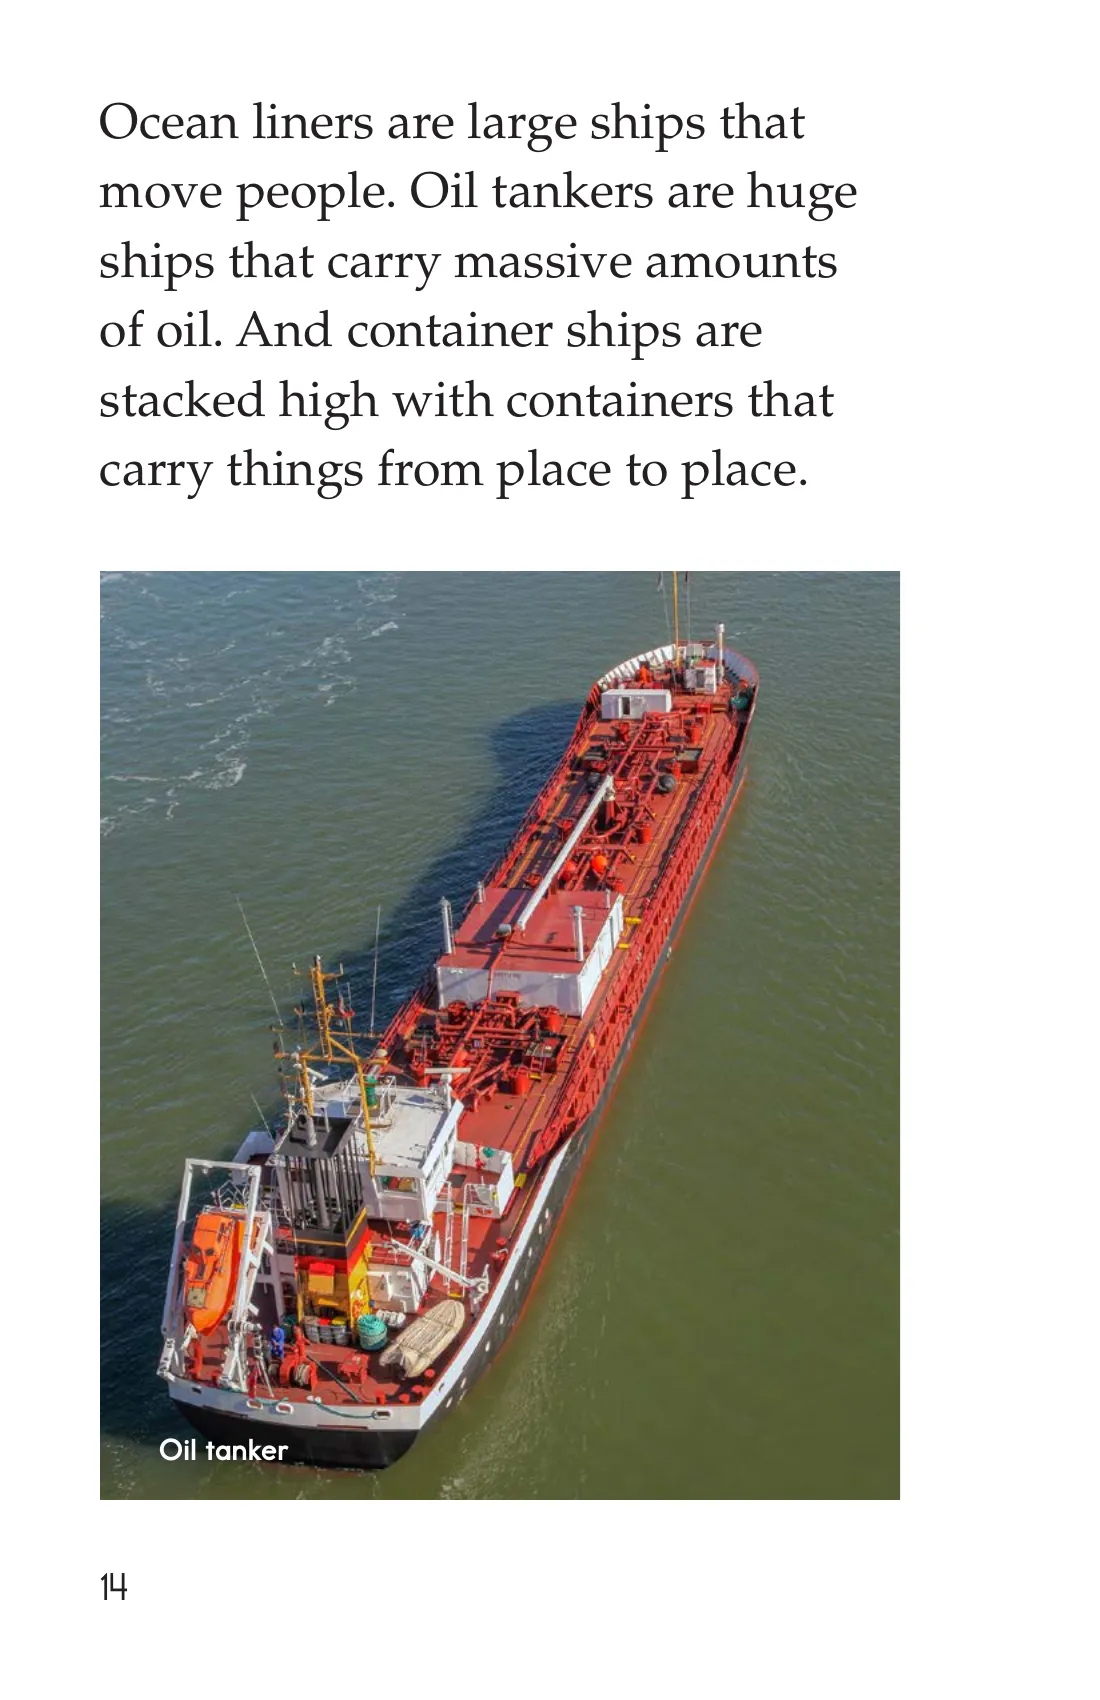 Ocean liners are large ships that
move people. Oil tankers are huge
ships that carry massive amounts
of oil. And container ships are
stacked high with containers that
carry things from place to place.
Oil tanker
14